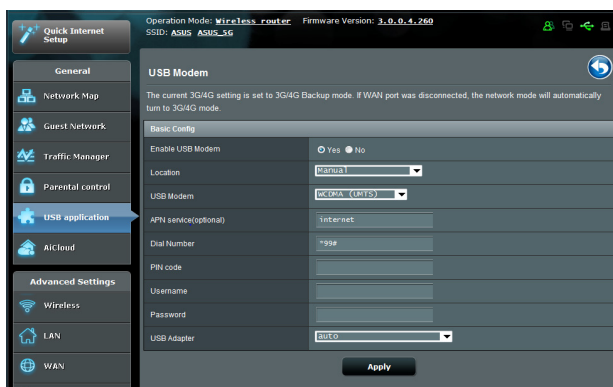 Quick Internet
Setup
Operation Mode: Wireless router Firmware Version: 3.0.0.4.260
SSID: ASUS ASUS_5G
General
Network Map
Guest Network
Traffic Manager
Parental control
USB application
AiCloud
Advanced Settings
Wireless
LAN
WAN
USB Modem
The current 3G/4G setting is set to 3G/4G Backup mode. If WAN port was disconnected, the network mode will automatically
turn to 3G/4G mode.
Basic Config
Enable USB Modem Yes No
Location Manual
USB Modem WCDMA (UMTS)
APN service(optional) internet
Dial Number *99#
PIN code
Username
Password
USB Adapter auto
Apply